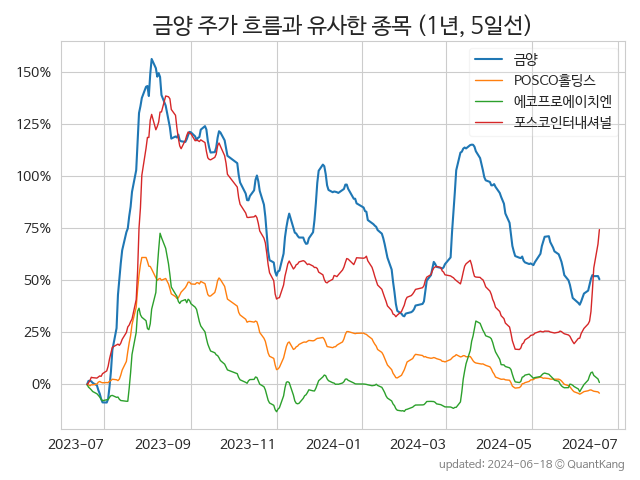 금양 주가 흐름과 유사한 종목 (1년, 5일선)
금양
POSCO홀딩스
에코프로에이치엔
포스코인터내셔널
150%
125%
100%
75%
50%
25%
0%
2023-07 2023-09 2023-11 2024-01 2024-03 2024-05 2024-07
updated: 2024-06-18 © QuantKang